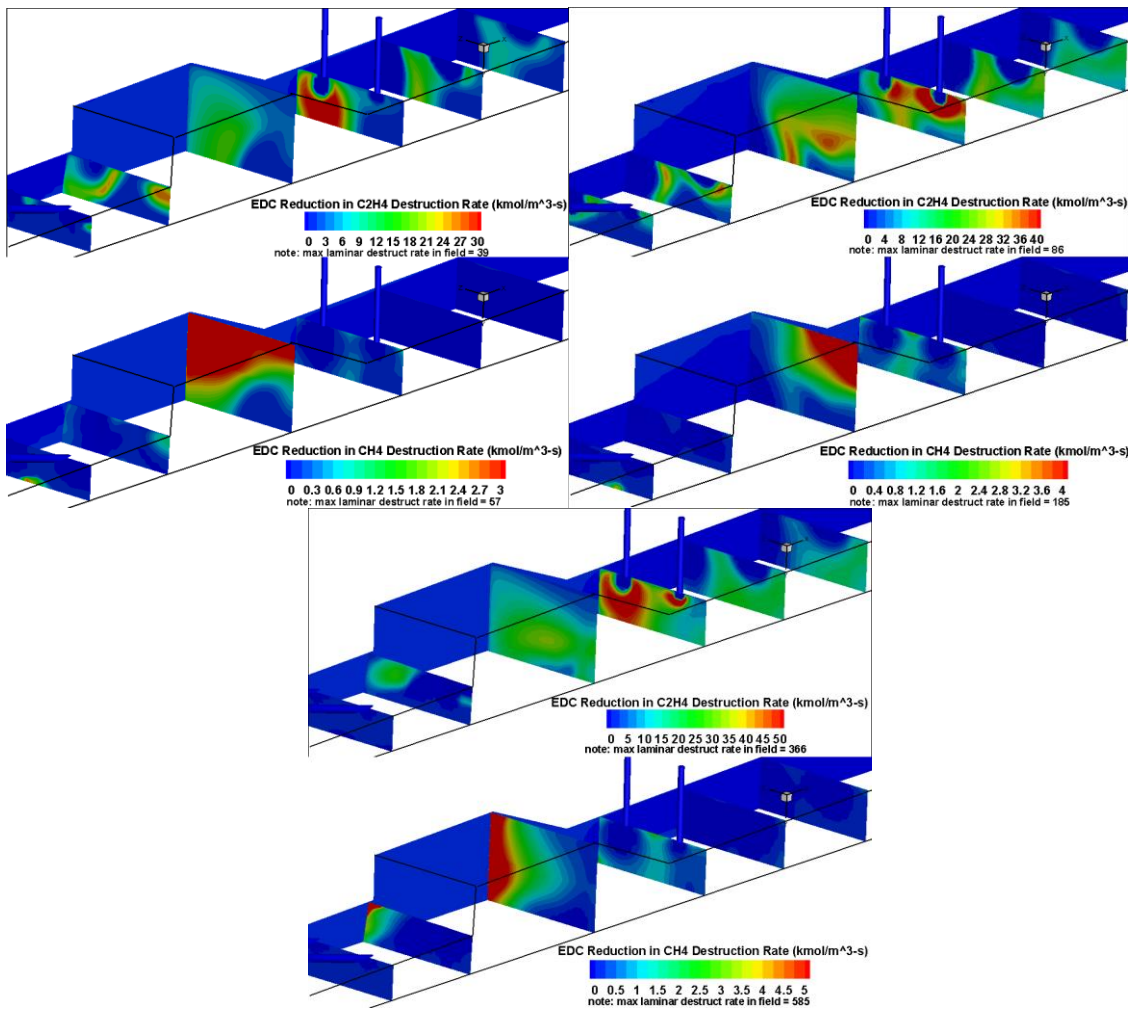 EDC Reduction in C2H4 Destruction Rate (kmol/m^3-s)
0 3 6 9 12 15 18 21 24 27 30
note: max laminar destruct rate in field = 39
EDC Reduction in C2H4 Destruction Rate (kmol/m^3-s)
0 4 8 12 16 20 24 28 32 36 40
note: max laminar destruct rate in field = 86
EDC Reduction in CH4 Destruction Rate (kmol/m^3-s)
0 0.3 0.6 0.9 1.2 1.5 1.8 2.1 2.4 2.7 3
note: max laminar destruct rate in field = 57
EDC Reduction in CH4 Destruction Rate (kmol/m^3-s)
0 0.4 0.8 1.2 1.6 2 2.4 2.8 3.2 3.6 4
note: max laminar destruct rate in field = 185
EDC Reduction in C2H4 Destruction Rate (kmol/m^3-s)
0 5 10 15 20 25 30 35 40 45 50
note: max laminar destruct rate in field = 366
EDC Reduction in CH4 Destruction Rate (kmol/m^3-s)
0 0.5 1 1.5 2 2.5 3 3.5 4 4.5 5
note: max laminar destruct rate in field = 585